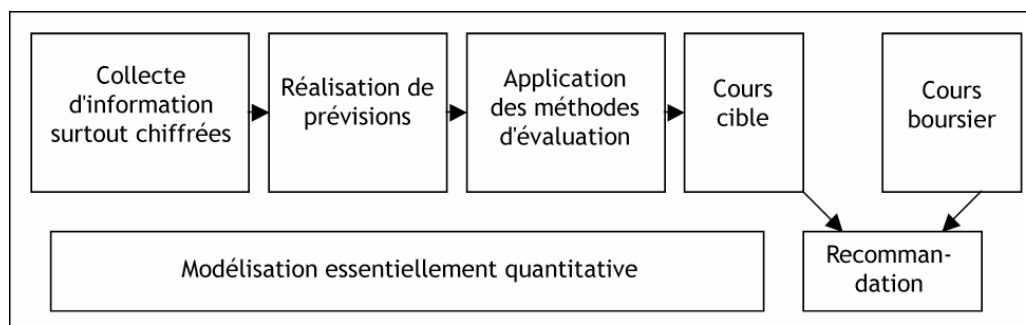 Collecte
d'information
surtout chiffrées
Réalisation de
prévisions
Application
des méthodes
d'évaluation
Cours
cible
Cours
boursier
Modélisation essentiellement quantitative
Recomman-
dation